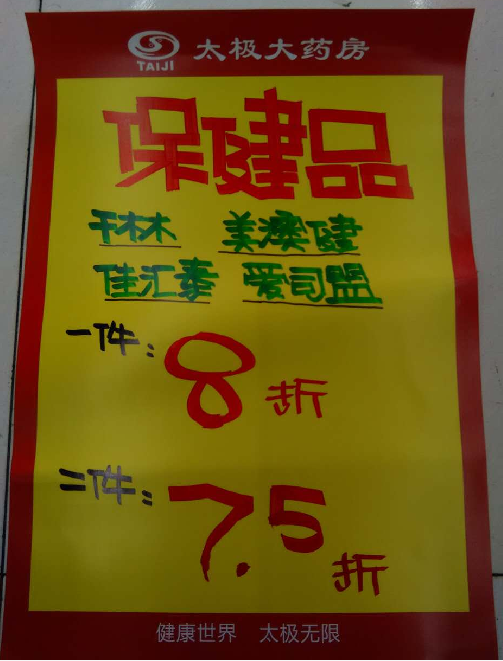 TAIJI 太极大药房
保健品
千林 美澳健
佳汇泰 爱司盟
一件:8折
二件:7.5折
健康世界 太极无限